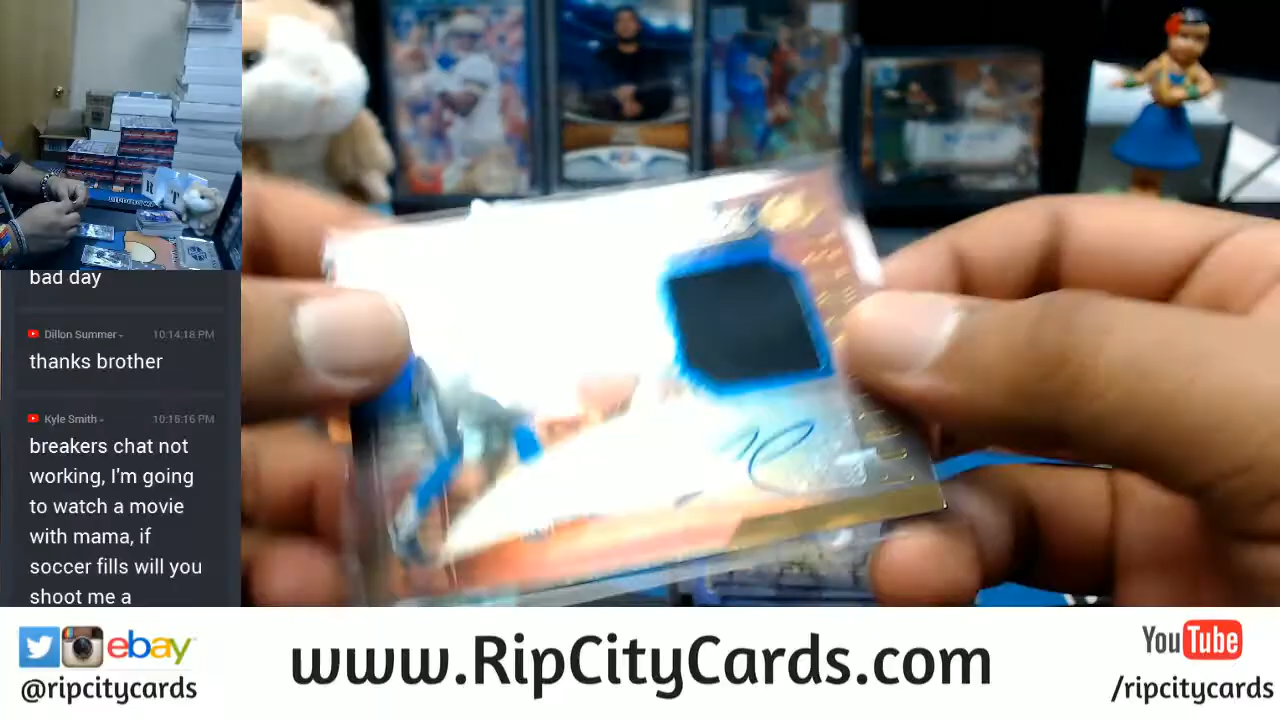 bad day
Dillon Summer
10:14:18 PM
thanks brother
Kyle Smith
10:15:16 PM
breakers chat not
working, I'm going
to watch a movie
with mama, if
soccer fills will you
shoot me a
ebay
@ripcitycards
www.RipCityCards.com
YouTube
/ripcitycards